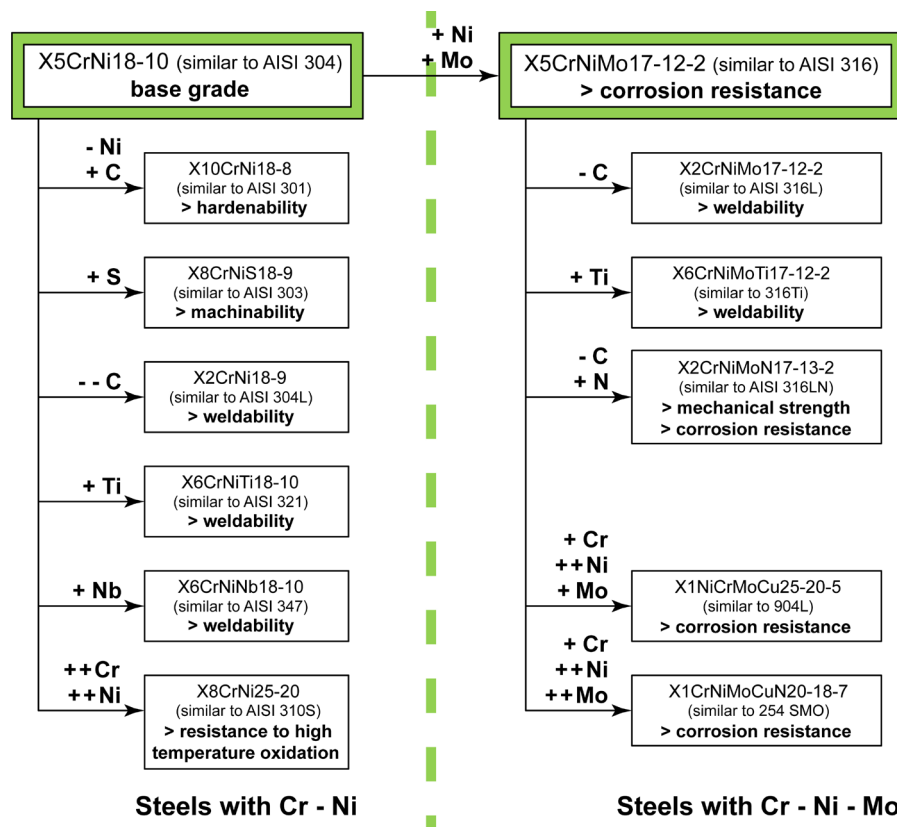 X5CrNi18-10 (similar to AISI 304)
base grade
+ Ni
+ Mo
X5CrNiMo17-12-2 (similar to AISI 316)
> corrosion resistance
- Ni
+ C
X10CrNi18-8
(similar to AISI 301)
> hardenability
+ S
X8CrNiS18-9
(similar to AISI 303)
> machinability
- - C
X2CrNi18-9
(similar to AISI 304L)
> weldability
+ Ti
X6CrNiTi18-10
(similar to AISI 321)
> weldability
+ Nb
X6CrNiNb18-10
(similar to AISI 347)
> weldability
++Cr
++Ni
X8CrNi25-20
(similar to AISI 310S)
> resistance to high
temperature oxidation
Steels with Cr - Ni
- C
X2CrNiMo17-12-2
(similar to AISI 316L)
> weldability
+ Ti
X6CrNiMoTi17-12-2
(similar to 316Ti)
> weldability
- C
+ N
X2CrNiMoN17-13-2
(similar to AISI 316LN)
> mechanical strength
> corrosion resistance
+ Cr
++Ni
+ Mo
X1NiCrMoCu25-20-5
(similar to 904L)
> corrosion resistance
+ Cr
++Ni
++Mo
X1CrNiMoCuN20-18-7
(similar to 254 SMO)
> corrosion resistance
Steels with Cr - Ni - Mo